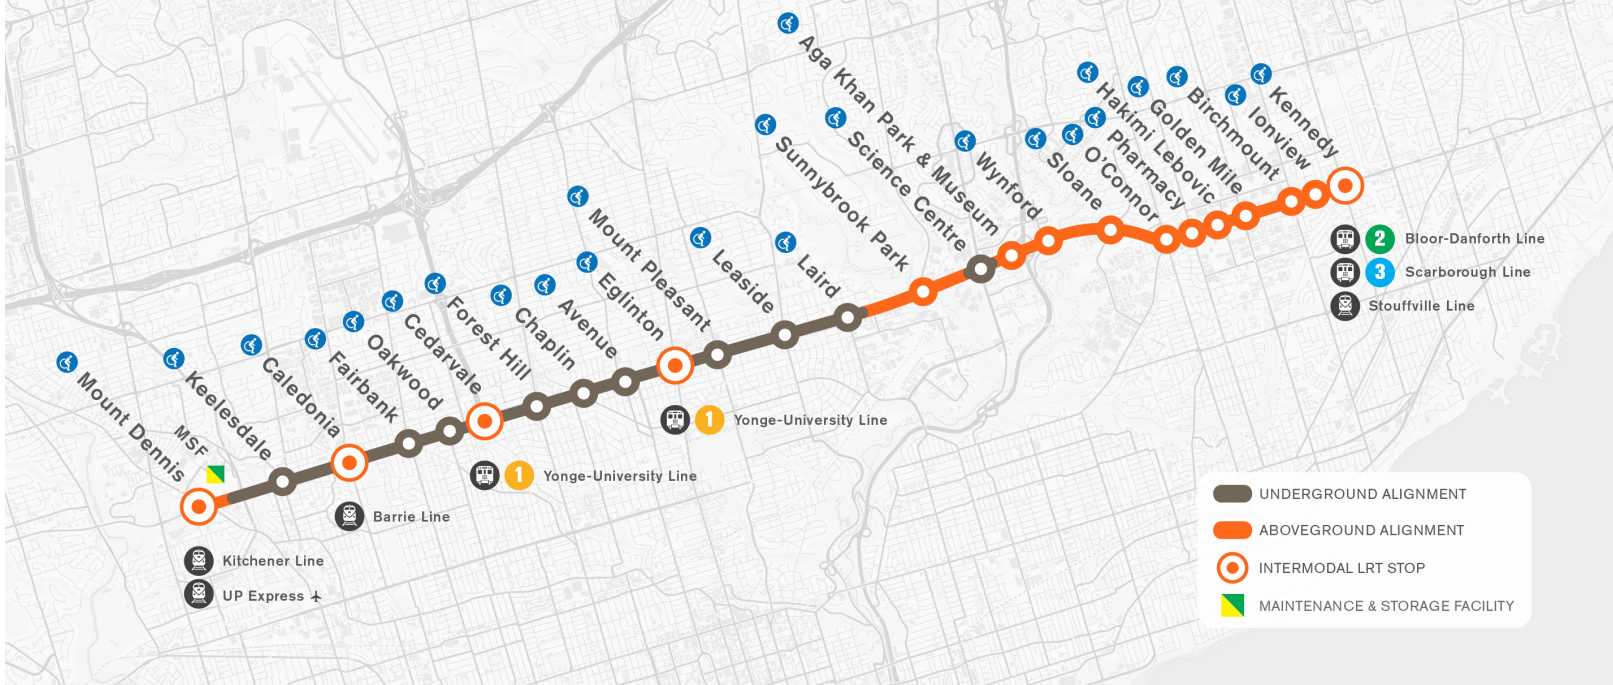 Mount Dennis
MSF
Keelesdale
Caledonia
Fairbank
Oakwood
Cedarvale
Forest Hill
Chaplin
Avenue
Eglinton
Mount Pleasant
Leaside
Laird
Sunnybrook Park
Science Centre
Aga Khan Park & Museum
Wynford
Sloane
O'Connor
Pharmacy
Hakimi Lebovic
Golden Mile
Birchmount
Ionview
Kennedy
2 Bloor-Danforth Line
3 Scarborough Line
Stouffville Line
1 Yonge-University Line
1 Yonge-University Line
Barrie Line
Kitchener Line
UP Express
UNDERGROUND ALIGNMENT
ABOVEGROUND ALIGNMENT
INTERMODAL LRT STOP
MAINTENANCE & STORAGE FACILITY